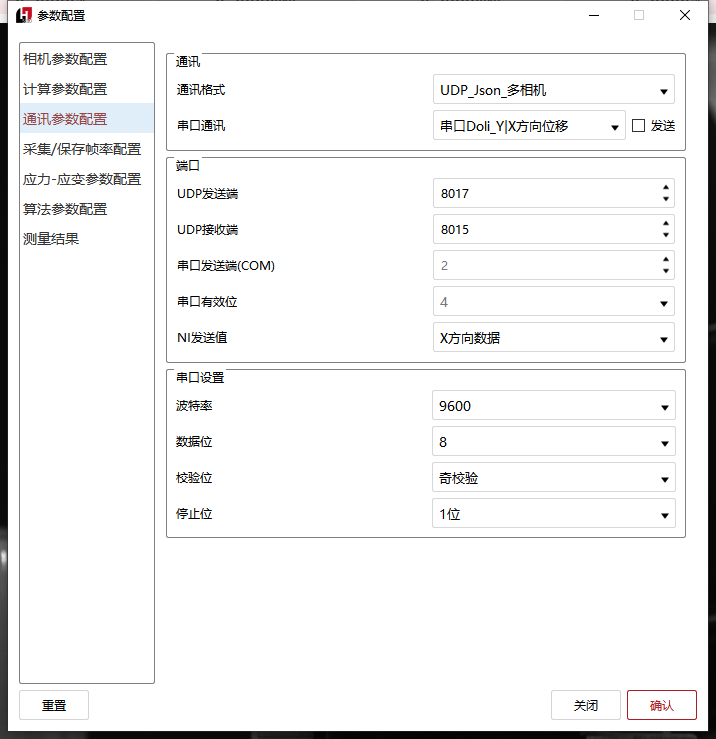 参数配置
相机参数配置
计算参数配置
通讯参数配置
采集/保存帧率配置
应力-应变参数配置
算法参数配置
测量结果
通讯
通讯格式 UDP_Json_多相机
串口通讯 串口Doli_Y|X方向位移 发送
端口
UDP发送端 8017
UDP接收端 8015
串口发送端(COM) 2
串口有效位 4
NI发送值 X方向数据
串口设置
波特率 9600
数据位 8
校验位 奇校验
停止位 1位
重置 关闭 确认